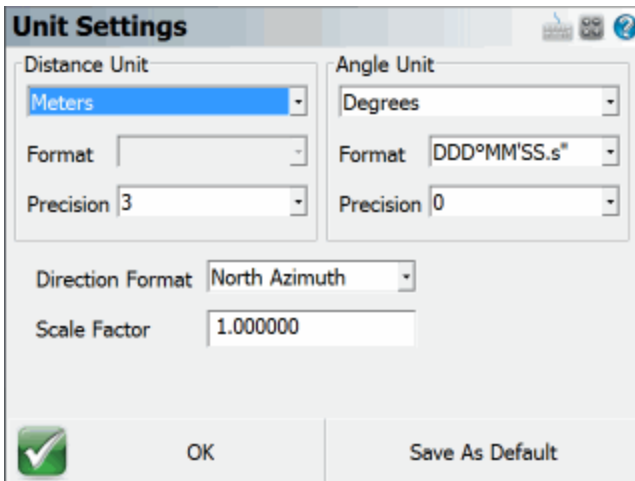 Unit Settings
Distance Unit
Meters
Format
Precision 3
Angle Unit
Degrees
Format DDD°MM'SS.s"
Precision 0
Direction Format North Azimuth
Scale Factor 1.000000
OK
Save As Default